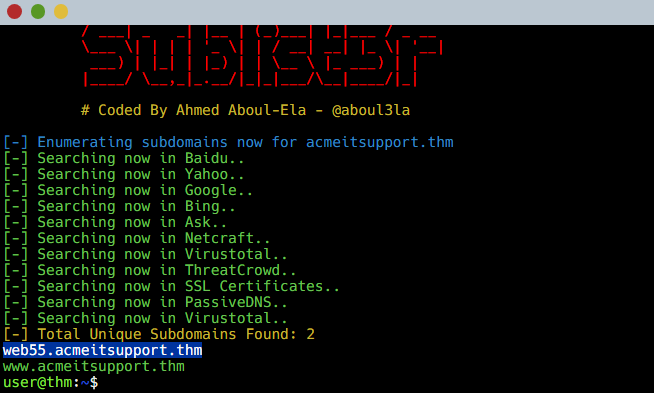 # Coded By Ahmed Aboul-Ela - @aboul3la
[-] Enumerating subdomains now for acmeitsupport.thm
[-] Searching now in Baidu..
[-] Searching now in Yahoo..
[-] Searching now in Google..
[-] Searching now in Bing..
[-] Searching now in Ask..
[-] Searching now in Netcraft..
[-] Searching now in Virustotal..
[-] Searching now in ThreatCrowd..
[-] Searching now in SSL Certificates..
[-] Searching now in PassiveDNS..
[-] Searching now in Virustotal..
[-] Total Unique Subdomains Found: 2
web55.acmeitsupport.thm
www.acmeitsupport.thm
user@thm:~$